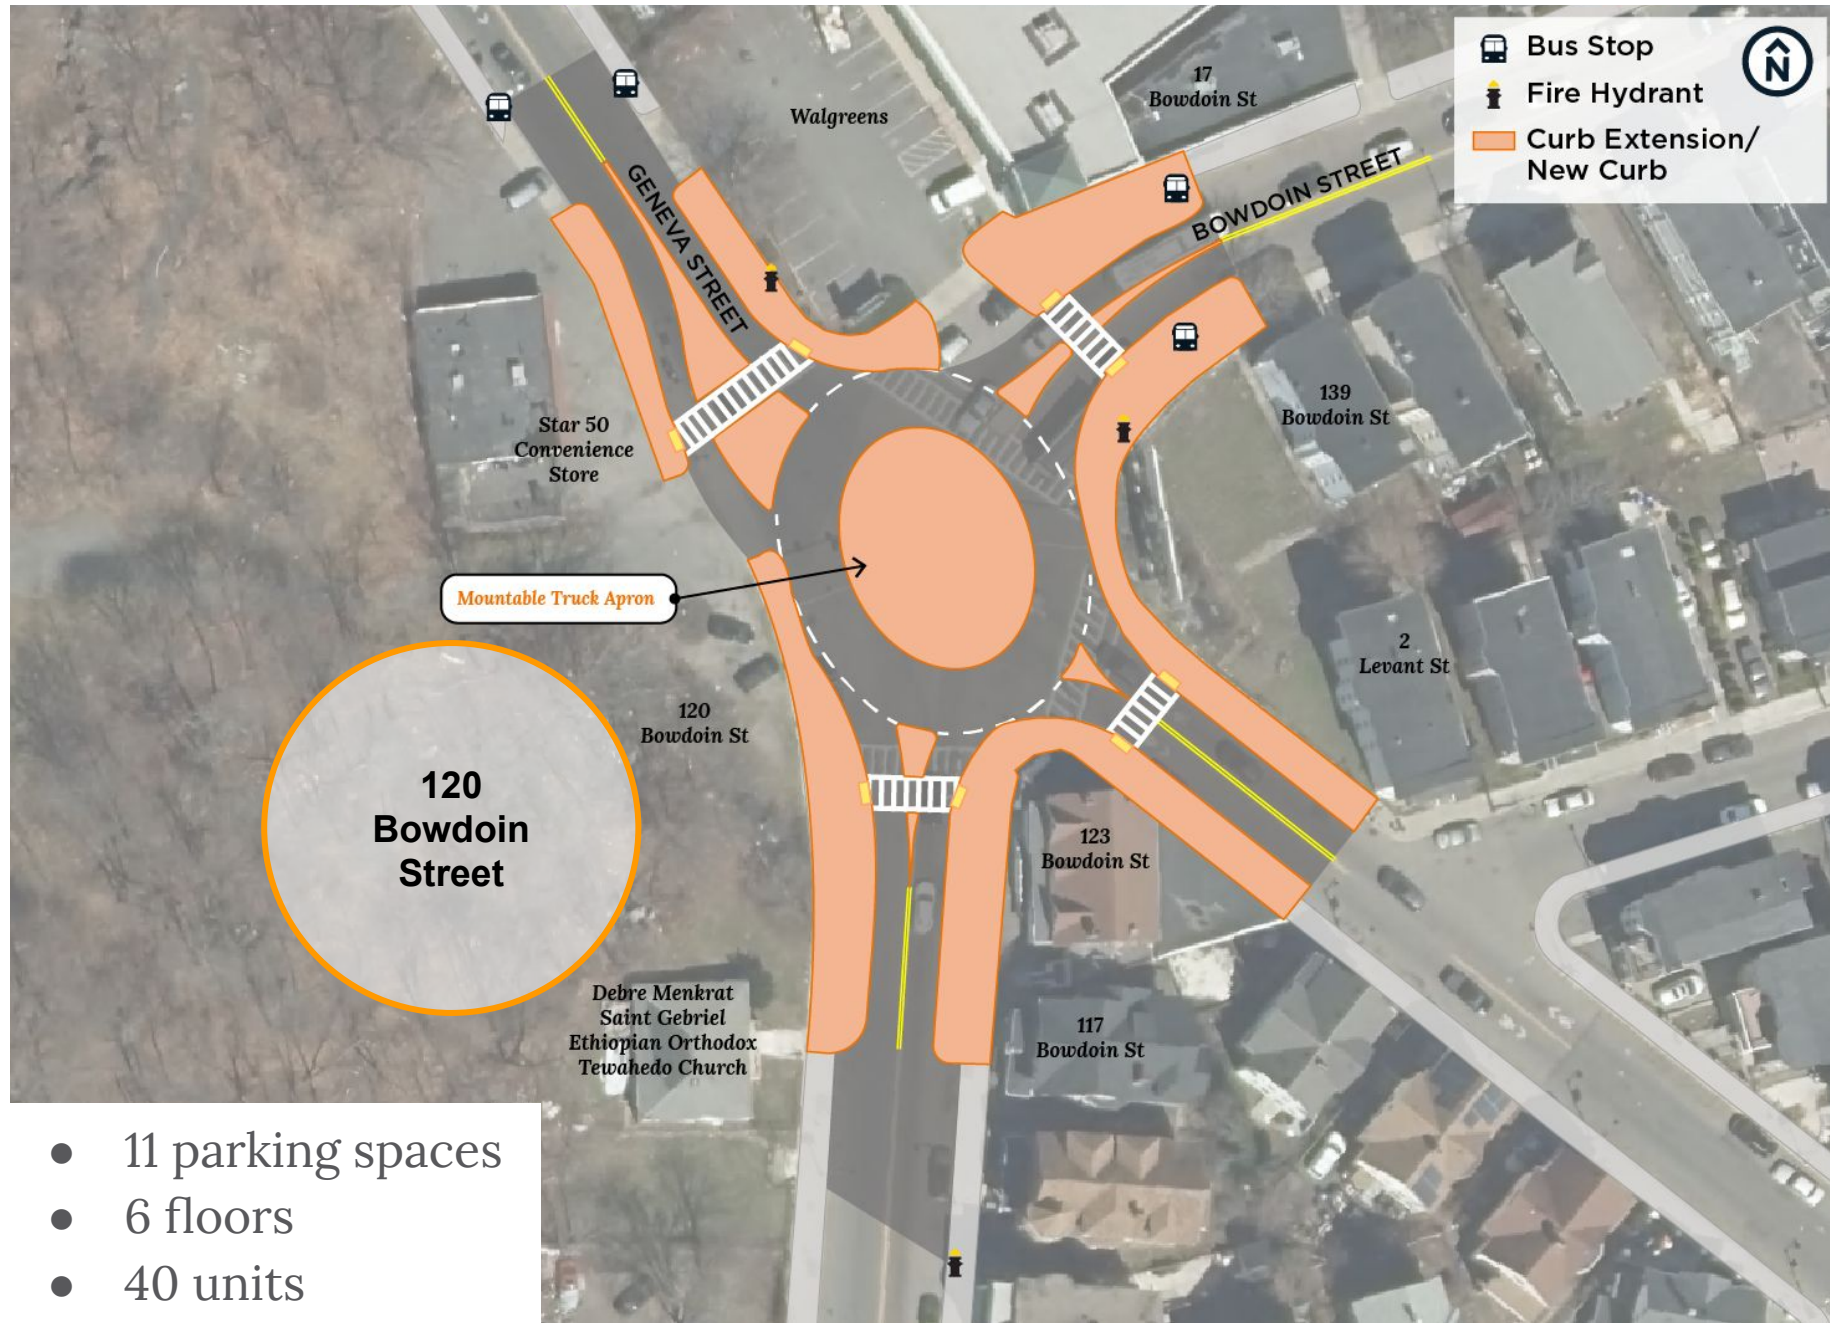 Bus Stop
Fire Hydrant
Curb Extension/
New Curb
N
17
Bowdoin St
Walgreens
GENEVA STREET
BOWDOIN STREET
139
Bowdoin St
Star 50
Convenience
Store
Mountable Truck Apron
2
Levant St
120
Bowdoin St
120
Bowdoin
Street
123
Bowdoin St
Debre Menkrat
Saint Gebriel
Ethiopian Orthodox
Tewahedo Church
117
Bowdoin St
● 11 parking spaces
● 6 floors
● 40 units